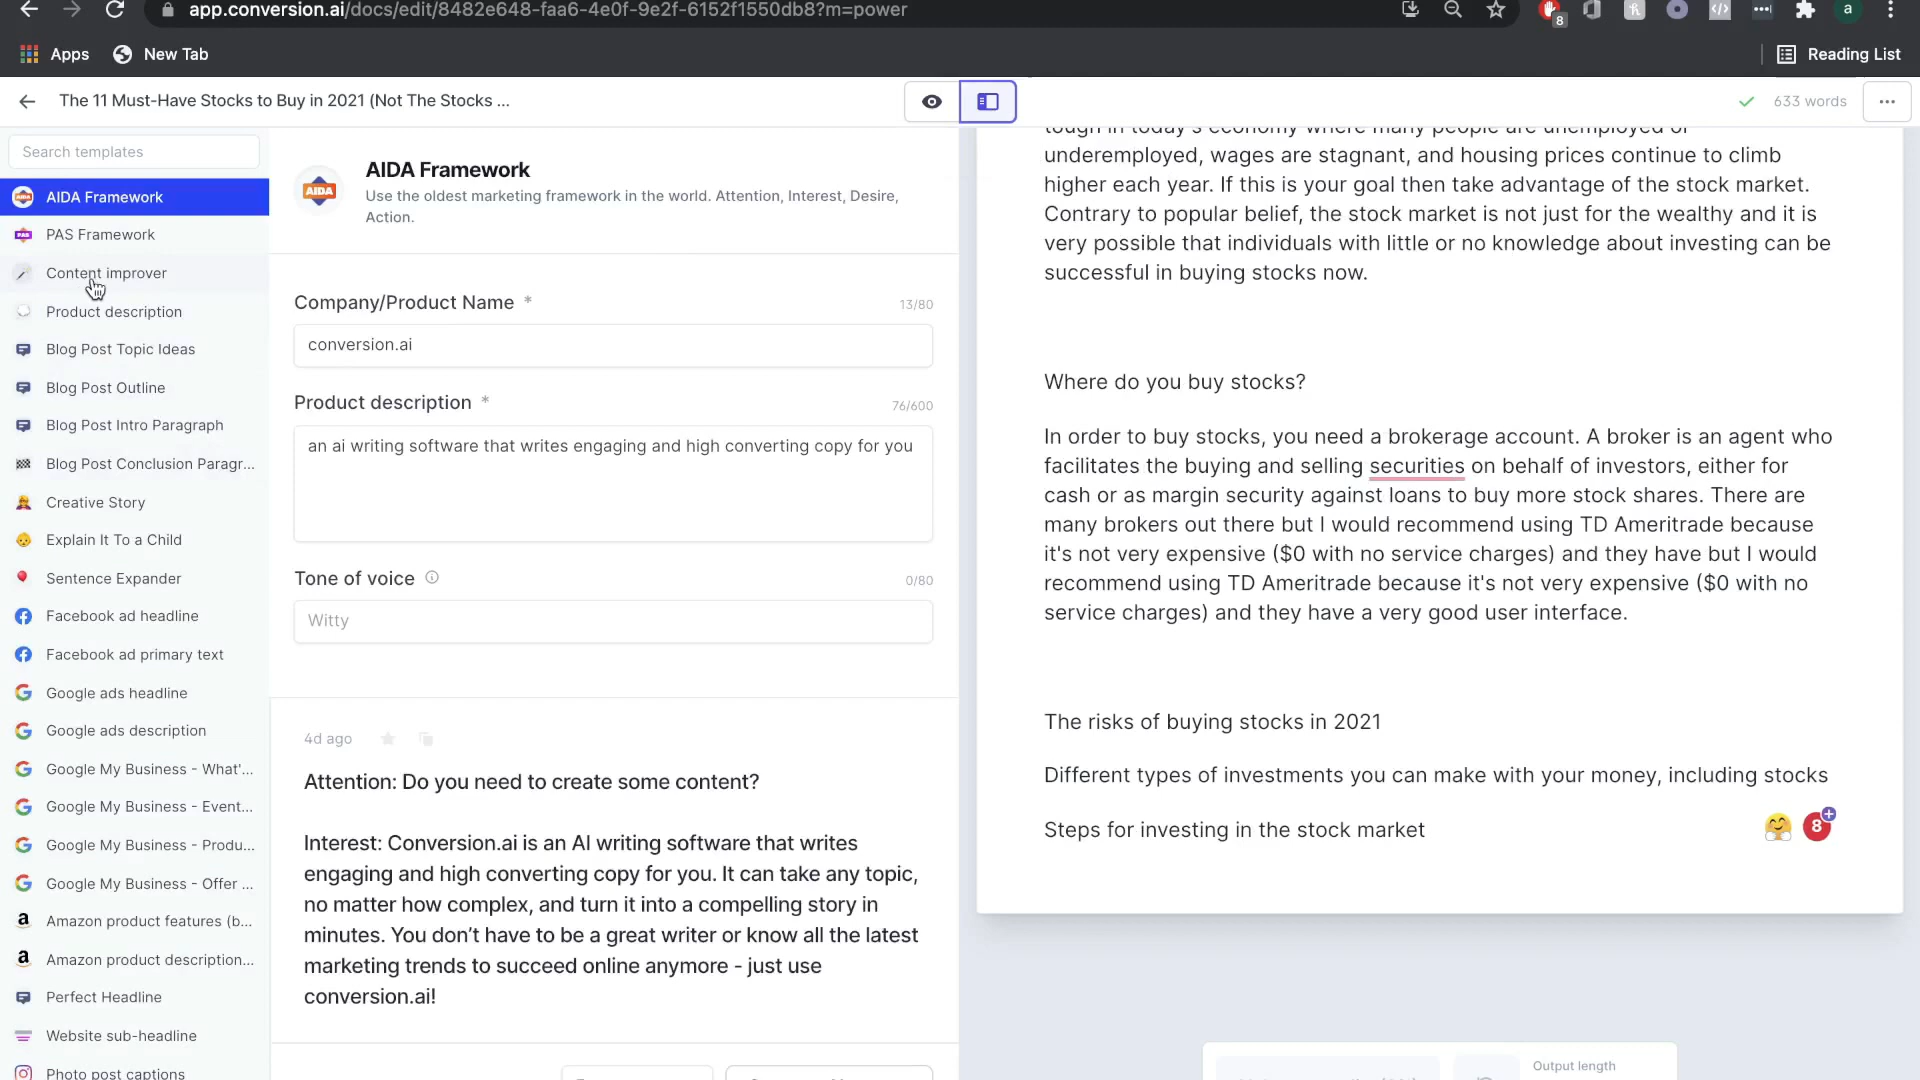 app.conversion.ai/docs/edit/8482e648-faa6-4e0f-9e2f-6152f1550db8?m=power
8
a
Apps
New Tab
Reading List
The 11 Must-Have Stocks to Buy in 2021 (Not The Stocks ...
633 words
Search templates
AIDA Framework
PAS Framework
Content improver
Product description
Blog Post Topic Ideas
Blog Post Outline
Blog Post Intro Paragraph
Blog Post Conclusion Paragr...
Creative Story
Explain It To a Child
Sentence Expander
Facebook ad headline
Facebook ad primary text
Google ads headline
Google ads description
Google My Business - What'...
Google My Business - Event...
Google My Business - Produ...
Google My Business - Offer ...
Amazon product features (b...
Amazon product description...
Perfect Headline
Website sub-headline
Photo post captions
AIDA
AIDA Framework
Use the oldest marketing framework in the world. Attention, Interest, Desire,
Action.
Company/Product Name *
13/80
conversion.ai
Product description *
76/600
an ai writing software that writes engaging and high converting copy for you
Tone of voice
0/80
Witty
4d ago
Attention: Do you need to create some content?
Interest: Conversion.ai is an AI writing software that writes
engaging and high converting copy for you. It can take any topic,
no matter how complex, and turn it into a compelling story in
minutes. You don't have to be a great writer or know all the latest
marketing trends to succeed online anymore - just use
conversion.ai!
tough in today's economy where many people are unemployed or
underemployed, wages are stagnant, and housing prices continue to climb
higher each year. If this is your goal then take advantage of the stock market.
Contrary to popular belief, the stock market is not just for the wealthy and it is
very possible that individuals with little or no knowledge about investing can be
successful in buying stocks now.
Where do you buy stocks?
In order to buy stocks, you need a brokerage account. A broker is an agent who
facilitates the buying and selling securities on behalf of investors, either for
cash or as margin security against loans to buy more stock shares. There are
many brokers out there but I would recommend using TD Ameritrade because
it's not very expensive ($0 with no service charges) and they have but I would
recommend using TD Ameritrade because it's not very expensive ($0 with no
service charges) and they have a very good user interface.
The risks of buying stocks in 2021
Different types of investments you can make with your money, including stocks
Steps for investing in the stock market
8
Output length